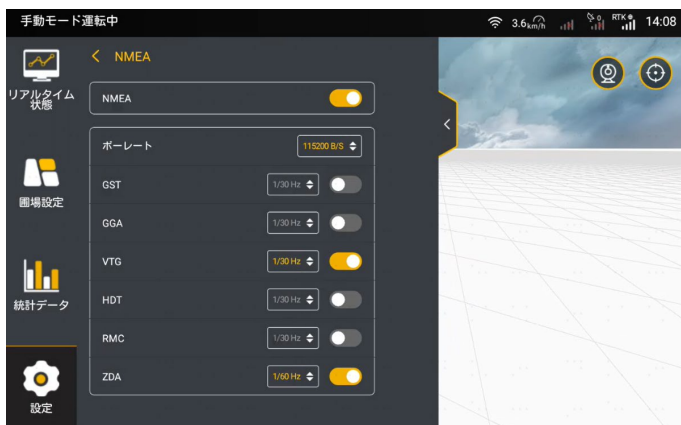 手動モード運転中
3.6km/h
0
RTK
14:08
リアルタイム
状態
圃場設定
統計データ
設定
NMEA
NMEA
ボーレート 115200 B/S
GST 1/30 Hz
GGA 1/30 Hz
VTG 1/30 Hz
HDT 1/30 Hz
RMC 1/30 Hz
ZDA 1/60 Hz